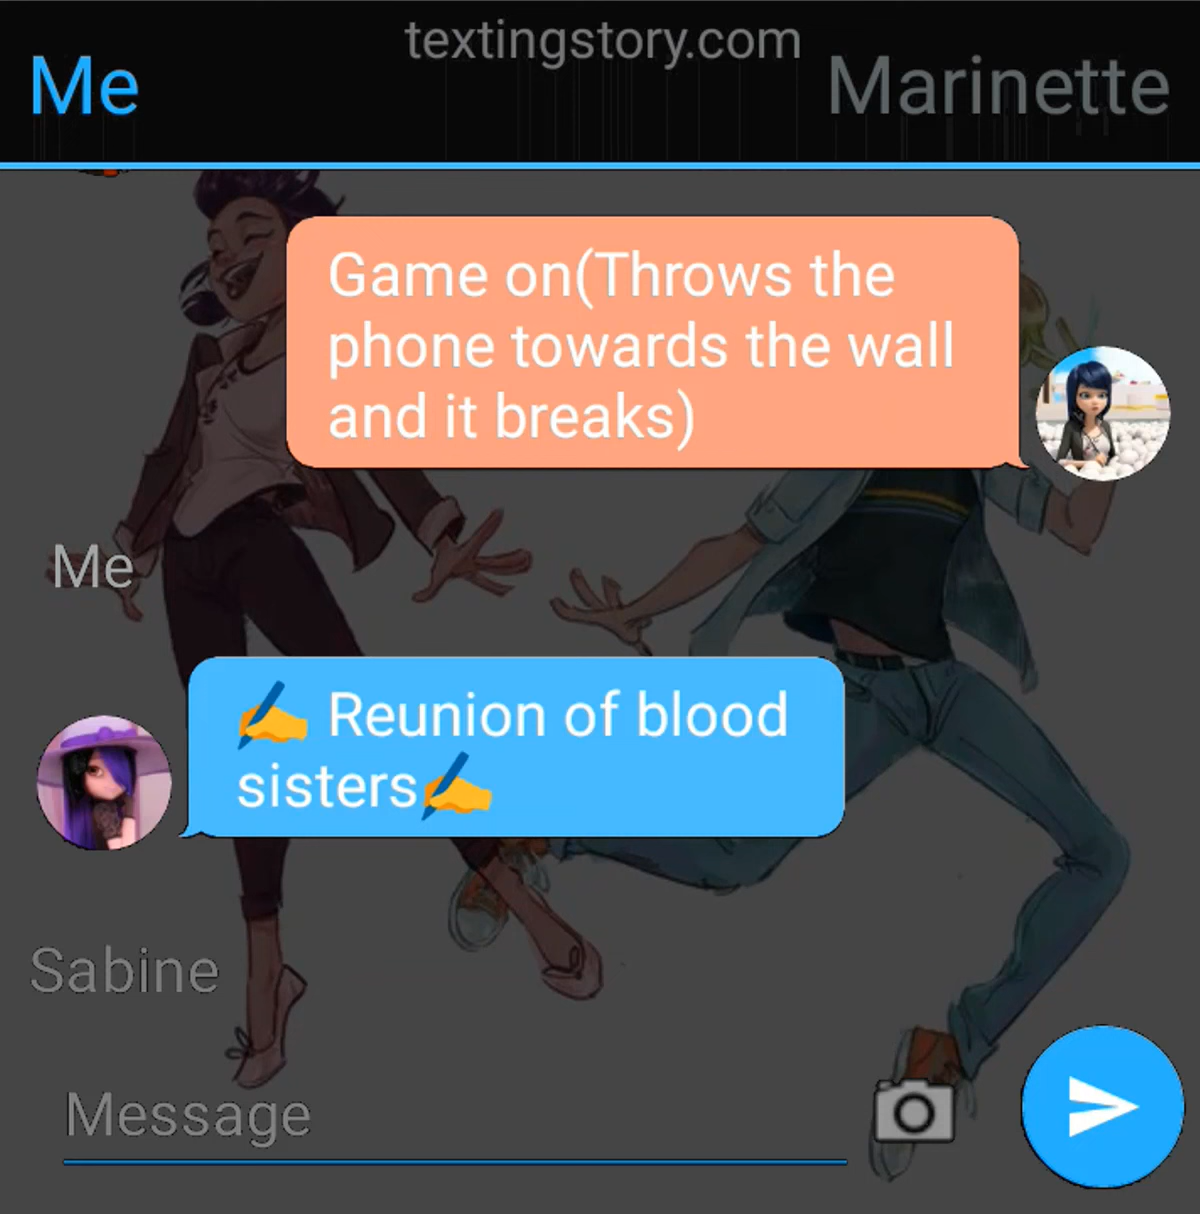 textingstory.com
Me
Marinette
Game on(Throws the
phone towards the wall
and it breaks)
Me
✍️ Reunion of blood
sisters✍️
Sabine
Message